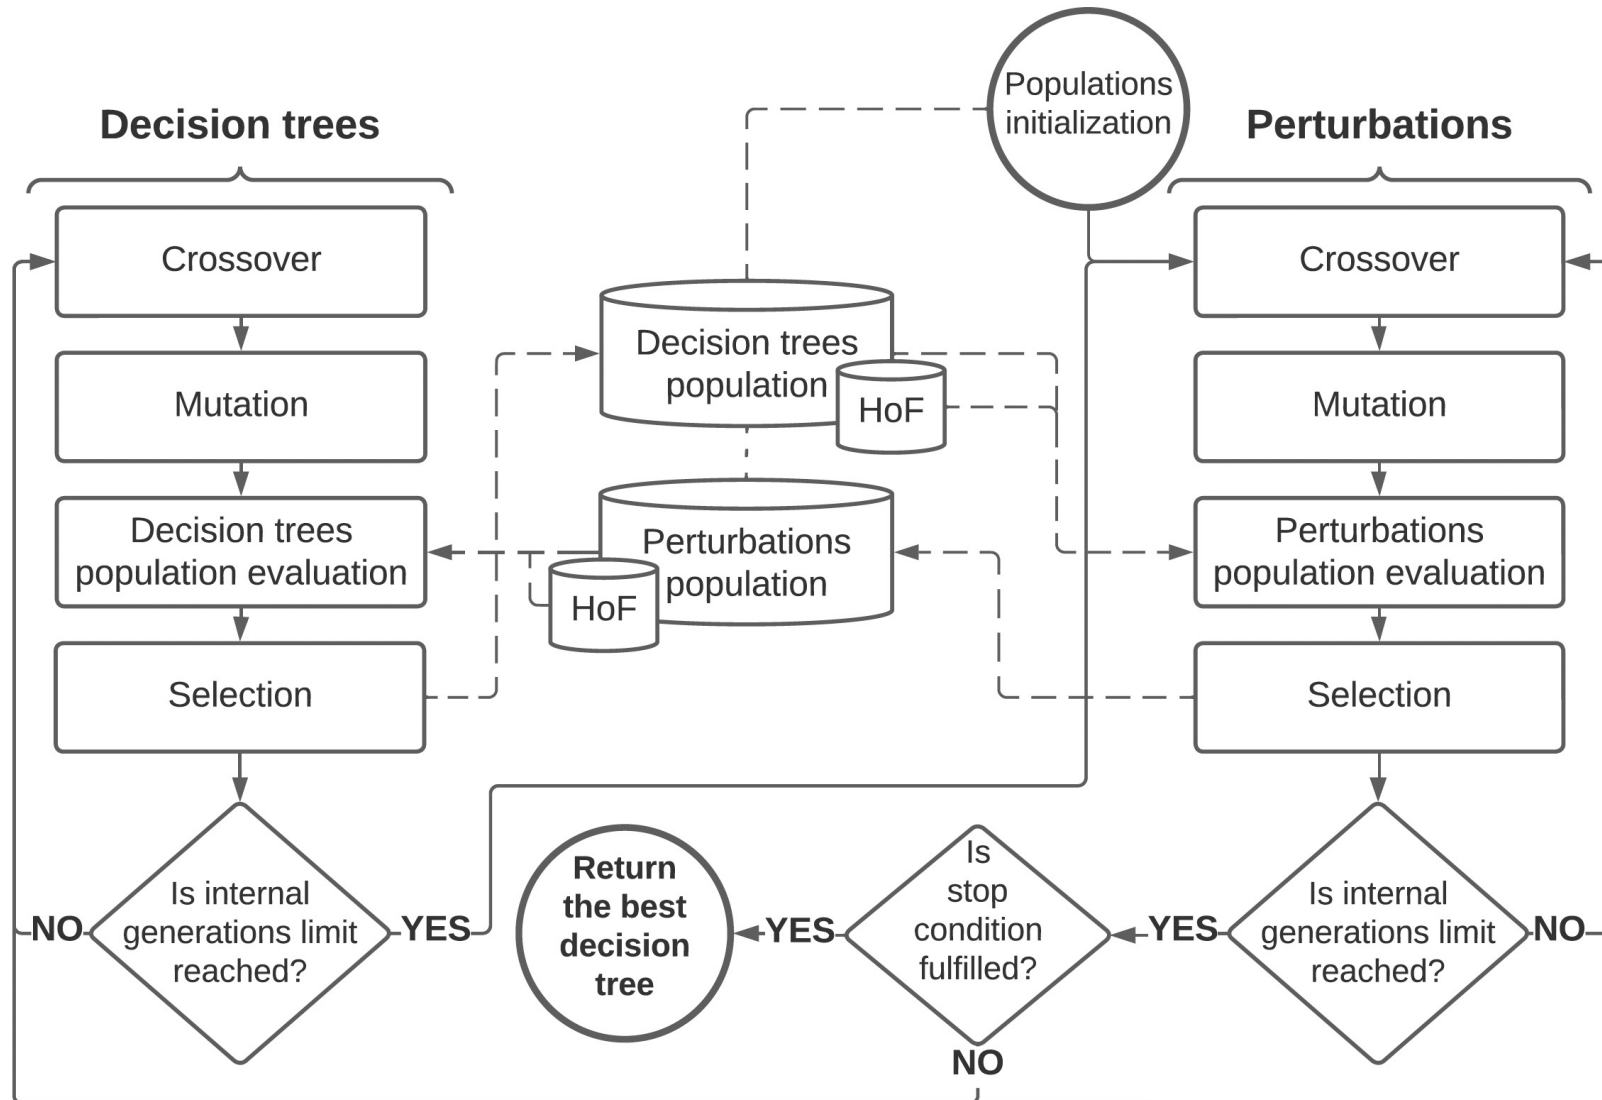 Populations
initialization
Decision trees
Perturbations
Crossover
Mutation
Decision trees
population evaluation
Selection
Is internal
generations limit
reached?
NO
YES
Decision trees
population
HoF
Perturbations
population
HoF
Crossover
Mutation
Perturbations
population evaluation
Selection
Is internal
generations limit
reached?
NO
YES
Is
stop
condition
fulfilled?
YES
NO
Return
the best
decision
tree